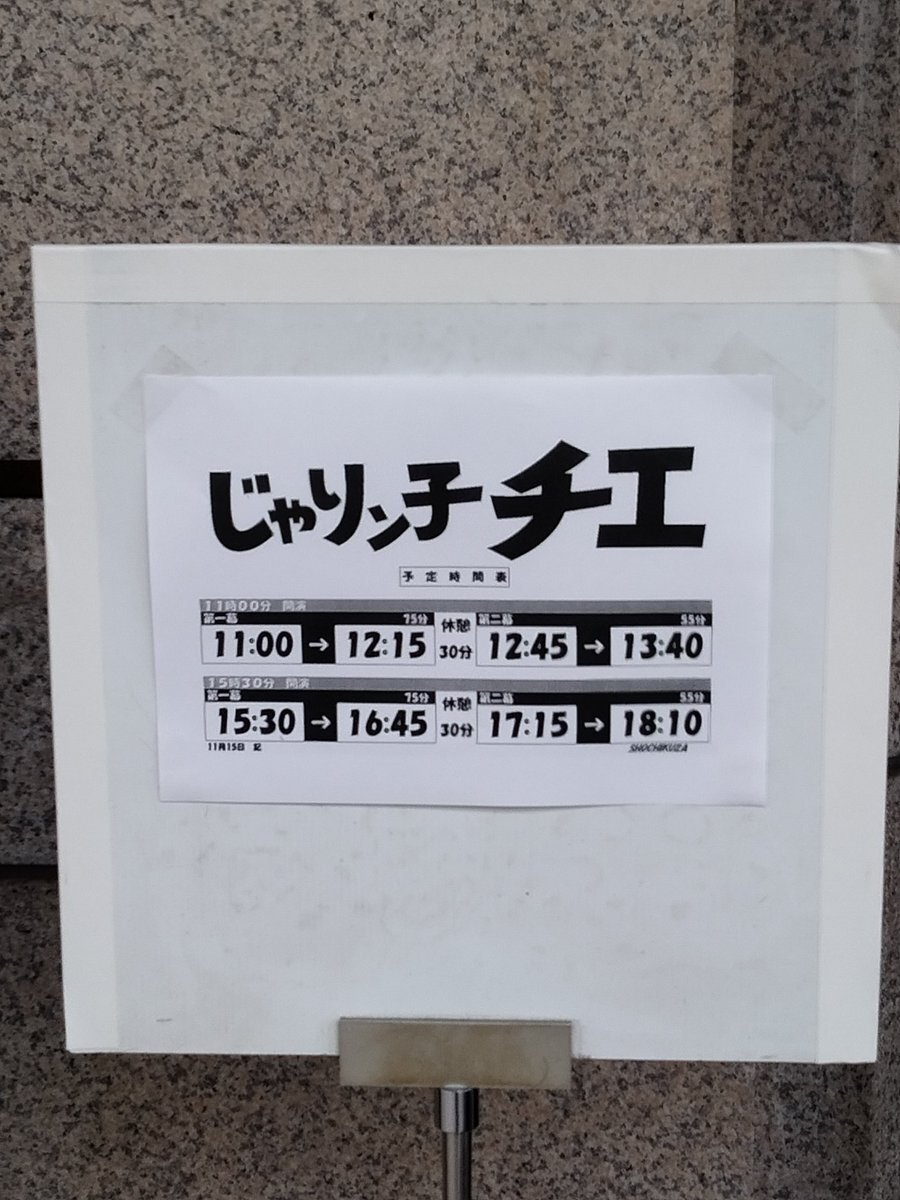 じゃリン子チエ
予定時間表
11時00分 開演
第一幕 75分 休憩 第二幕 55分
11:00 → 12:15 30分 12:45 → 13:40
15時30分 開演
第一幕 75分 休憩 第二幕 55分
15:30 → 16:45 30分 17:15 → 18:10
11月15日 記 SHOCHIKUZA